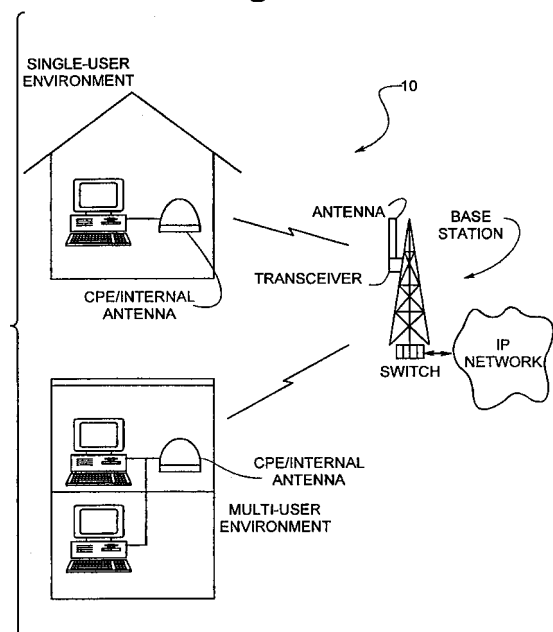 SINGLE-USER
ENVIRONMENT
10
ANTENNA
BASE
STATION
TRANSCEIVER
CPE/INTERNAL
ANTENNA
IP
NETWORK
SWITCH
CPE/INTERNAL
ANTENNA
MULTI-USER
ENVIRONMENT